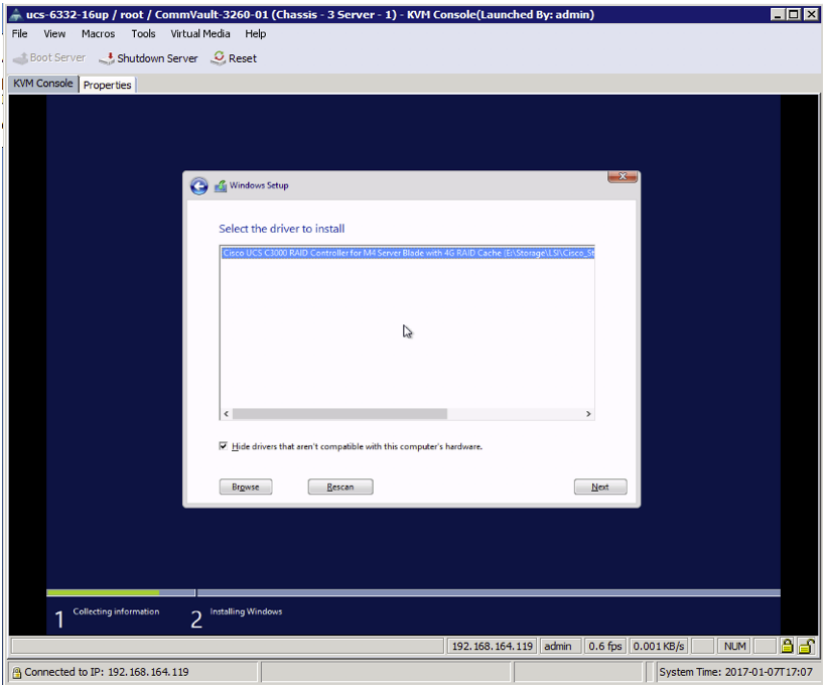 ucs-6332-16up / root / CommVault-3260-01 (Chassis - 3 Server - 1) - KVM Console(Launched By: admin)
File View Macros Tools Virtual Media Help
Boot Server Shutdown Server Reset
KVM Console Properties
Windows Setup
Select the driver to install
Cisco UCS C3000 RAID Controller for M4 Server Blade with 4G RAID Cache (E:\Storage\LSI\Cisco_St
Hide drivers that aren't compatible with this computer's hardware.
Browse Rescan Next
1 Collecting information 2 Installing Windows
192.168.164.119 admin 0.6 fps 0.001 KB/s NUM
Connected to IP: 192.168.164.119 System Time: 2017-01-07T17:07